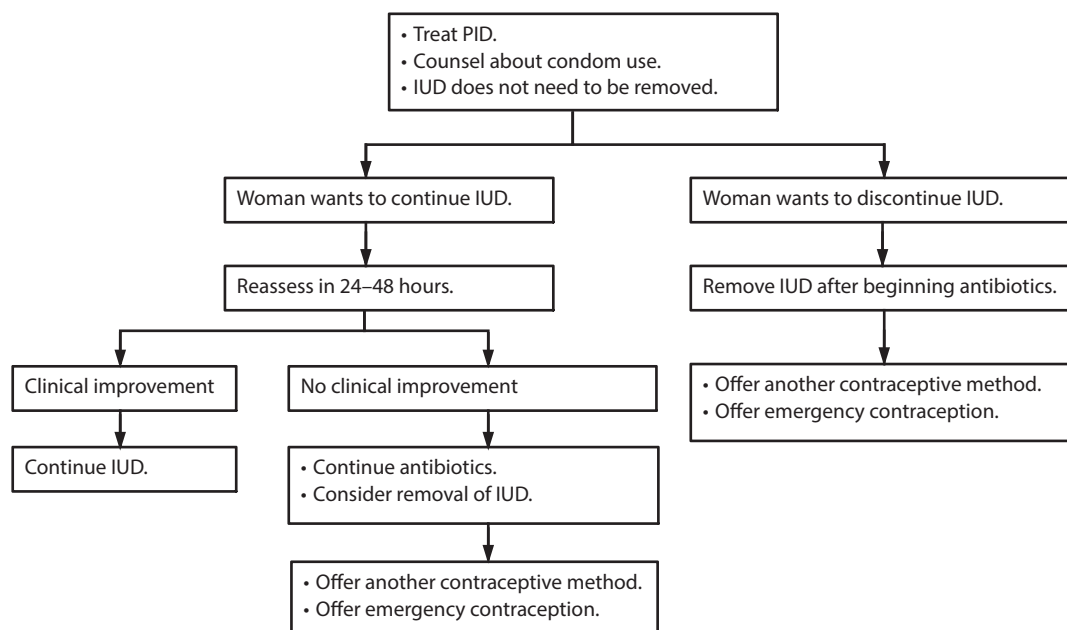 • Treat PID.
• Counsel about condom use.
• IUD does not need to be removed.
Woman wants to continue IUD.
Woman wants to discontinue IUD.
Reassess in 24–48 hours.
Remove IUD after beginning antibiotics.
Clinical improvement
No clinical improvement
• Offer another contraceptive method.
• Offer emergency contraception.
Continue IUD.
• Continue antibiotics.
• Consider removal of IUD.
• Offer another contraceptive method.
• Offer emergency contraception.